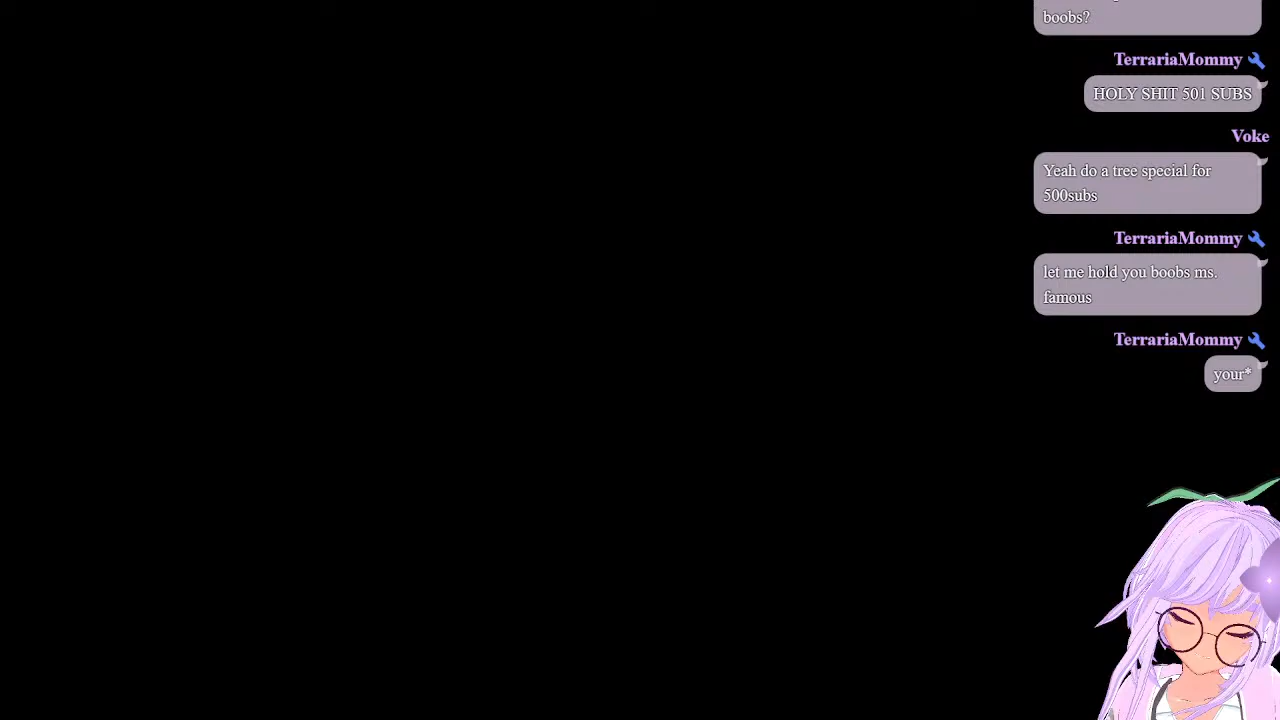 boobs?
TerrariaMommy
HOLY SHIT 501 SUBS
Voke
Yeah do a tree special for
500subs
TerrariaMommy
let me hold you boobs ms.
famous
TerrariaMommy
your*